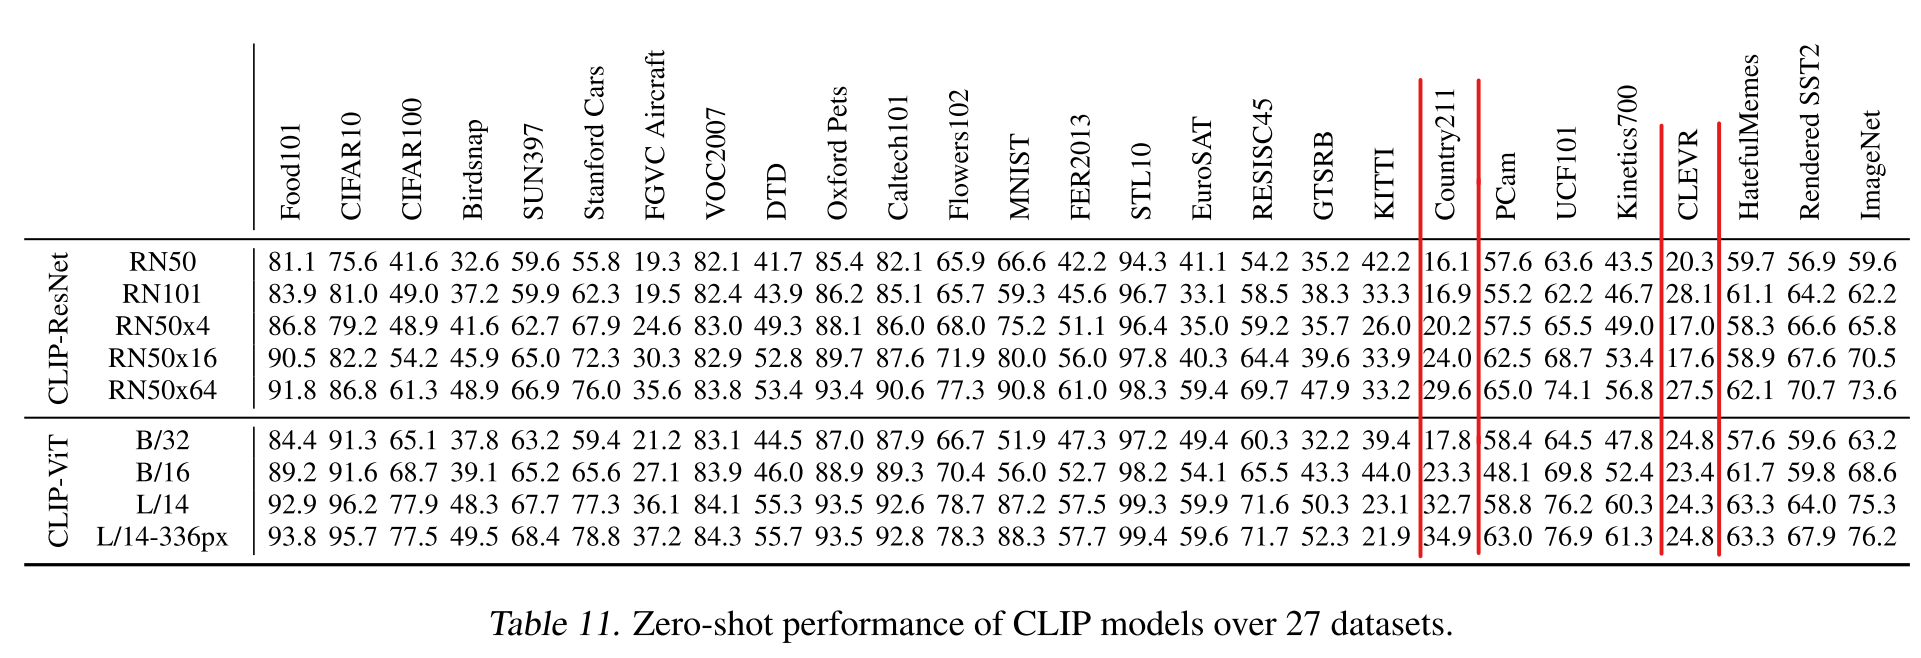 Food101 CIFAR10 CIFAR100 Birdsnap SUN397 Stanford Cars FGVC Aircraft VOC2007 DTD Oxford Pets Caltech101 Flowers102 MNIST FER2013 STL10 EuroSAT RESISC45 GTSRB KITTI Country211 PCam UCF101 Kinetics700 CLEVR HatefulMemes Rendered SST2 ImageNet
CLIP-ResNet
RN50 81.1 75.6 41.6 32.6 59.6 55.8 19.3 82.1 41.7 85.4 82.1 65.9 66.6 42.2 94.3 41.1 54.2 35.2 42.2 16.1 57.6 63.6 43.5 20.3 59.7 56.9 59.6
RN101 83.9 81.0 49.0 37.2 59.9 62.3 19.5 82.4 43.9 86.2 85.1 65.7 59.3 45.6 96.7 33.1 58.5 38.3 33.3 16.9 55.2 62.2 46.7 28.1 61.1 64.2 62.2
RN50x4 86.8 79.2 48.9 41.6 62.7 67.9 24.6 83.0 49.3 88.1 86.0 68.0 75.2 51.1 96.4 35.0 59.2 35.7 26.0 20.2 57.5 65.5 49.0 17.0 58.3 66.6 65.8
RN50x16 90.5 82.2 54.2 45.9 65.0 72.3 30.3 82.9 52.8 89.7 87.6 71.9 80.0 56.0 97.8 40.3 64.4 39.6 33.9 24.0 62.5 68.7 53.4 17.6 58.9 67.6 70.5
RN50x64 91.8 86.8 61.3 48.9 66.9 76.0 35.6 83.8 53.4 93.4 90.6 77.3 90.8 61.0 98.3 59.4 69.7 47.9 33.2 29.6 65.0 74.1 56.8 27.5 62.1 70.7 73.6
CLIP-ViT
B/32 84.4 91.3 65.1 37.8 63.2 59.4 21.2 83.1 44.5 87.0 87.9 66.7 51.9 47.3 97.2 49.4 60.3 32.2 39.4 17.8 58.4 64.5 47.8 24.8 57.6 59.6 63.2
B/16 89.2 91.6 68.7 39.1 65.2 65.6 27.1 83.9 46.0 88.9 89.3 70.4 56.0 52.7 98.2 54.1 65.5 43.3 44.0 23.3 48.1 69.8 52.4 23.4 61.7 59.8 68.6
L/14 92.9 96.2 77.9 48.3 67.7 77.3 36.1 84.1 55.3 93.5 92.6 78.7 87.2 57.5 99.3 59.9 71.6 50.3 23.1 32.7 58.8 76.2 60.3 24.3 63.3 64.0 75.3
L/14-336px 93.8 95.7 77.5 49.5 68.4 78.8 37.2 84.3 55.7 93.5 92.8 78.3 88.3 57.7 99.4 59.6 71.7 52.3 21.9 34.9 63.0 76.9 61.3 24.8 63.3 67.9 76.2
Table 11. Zero-shot performance of CLIP models over 27 datasets.